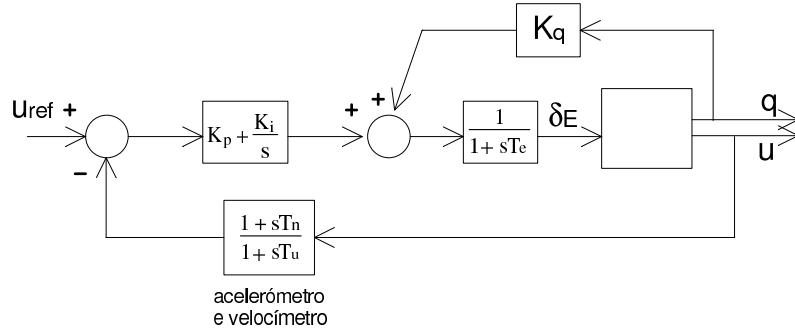 Kq
uref +
+
+
Kp + Ki/s
1/(1 + sTe)
δE
q
u
−
(1 + sTn)/(1 + sTu)
acelerómetro
e velocímetro